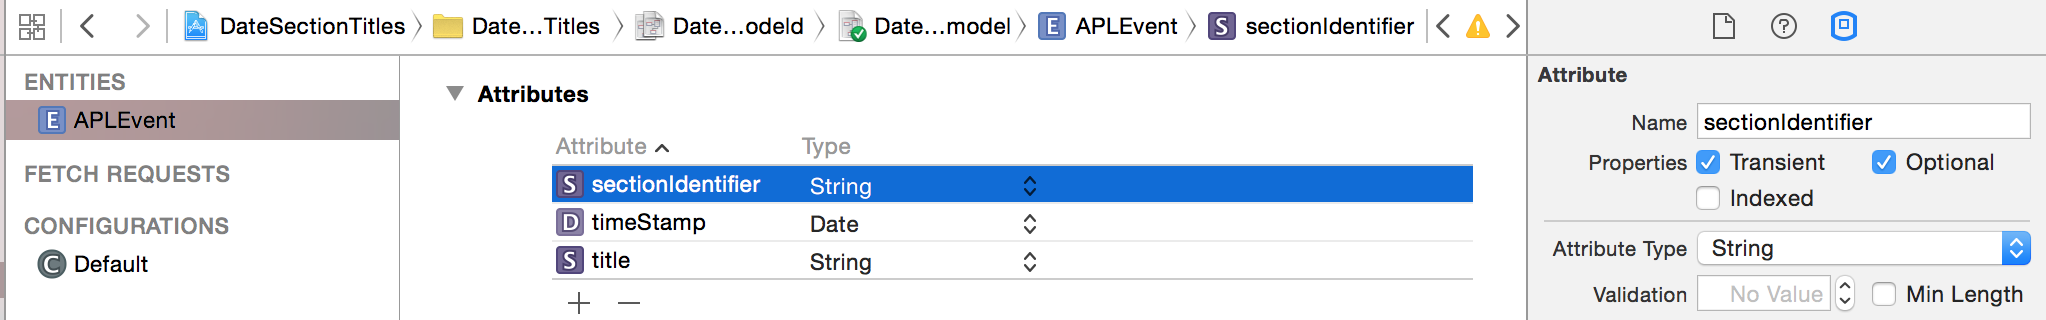 DateSectionTitles Date...Titles Date...odeld Date...model E APLEvent S sectionIdentifier
ENTITIES
E APLEvent
FETCH REQUESTS
CONFIGURATIONS
C Default
Attributes
Attribute Type
S sectionIdentifier String
D timeStamp Date
S title String
Attribute
Name sectionIdentifier
Properties Transient Optional
Indexed
Attribute Type String
Validation No Value Min Length